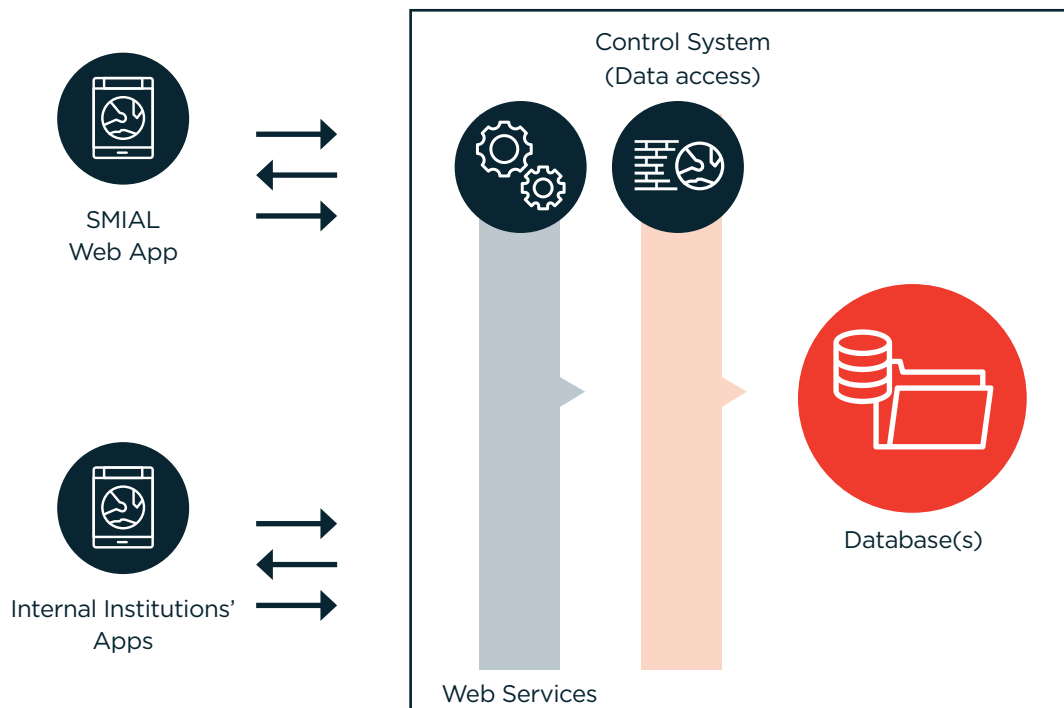 Control System
(Data access)
SMIAL
Web App
Database(s)
Internal Institutions’
Apps
Web Services